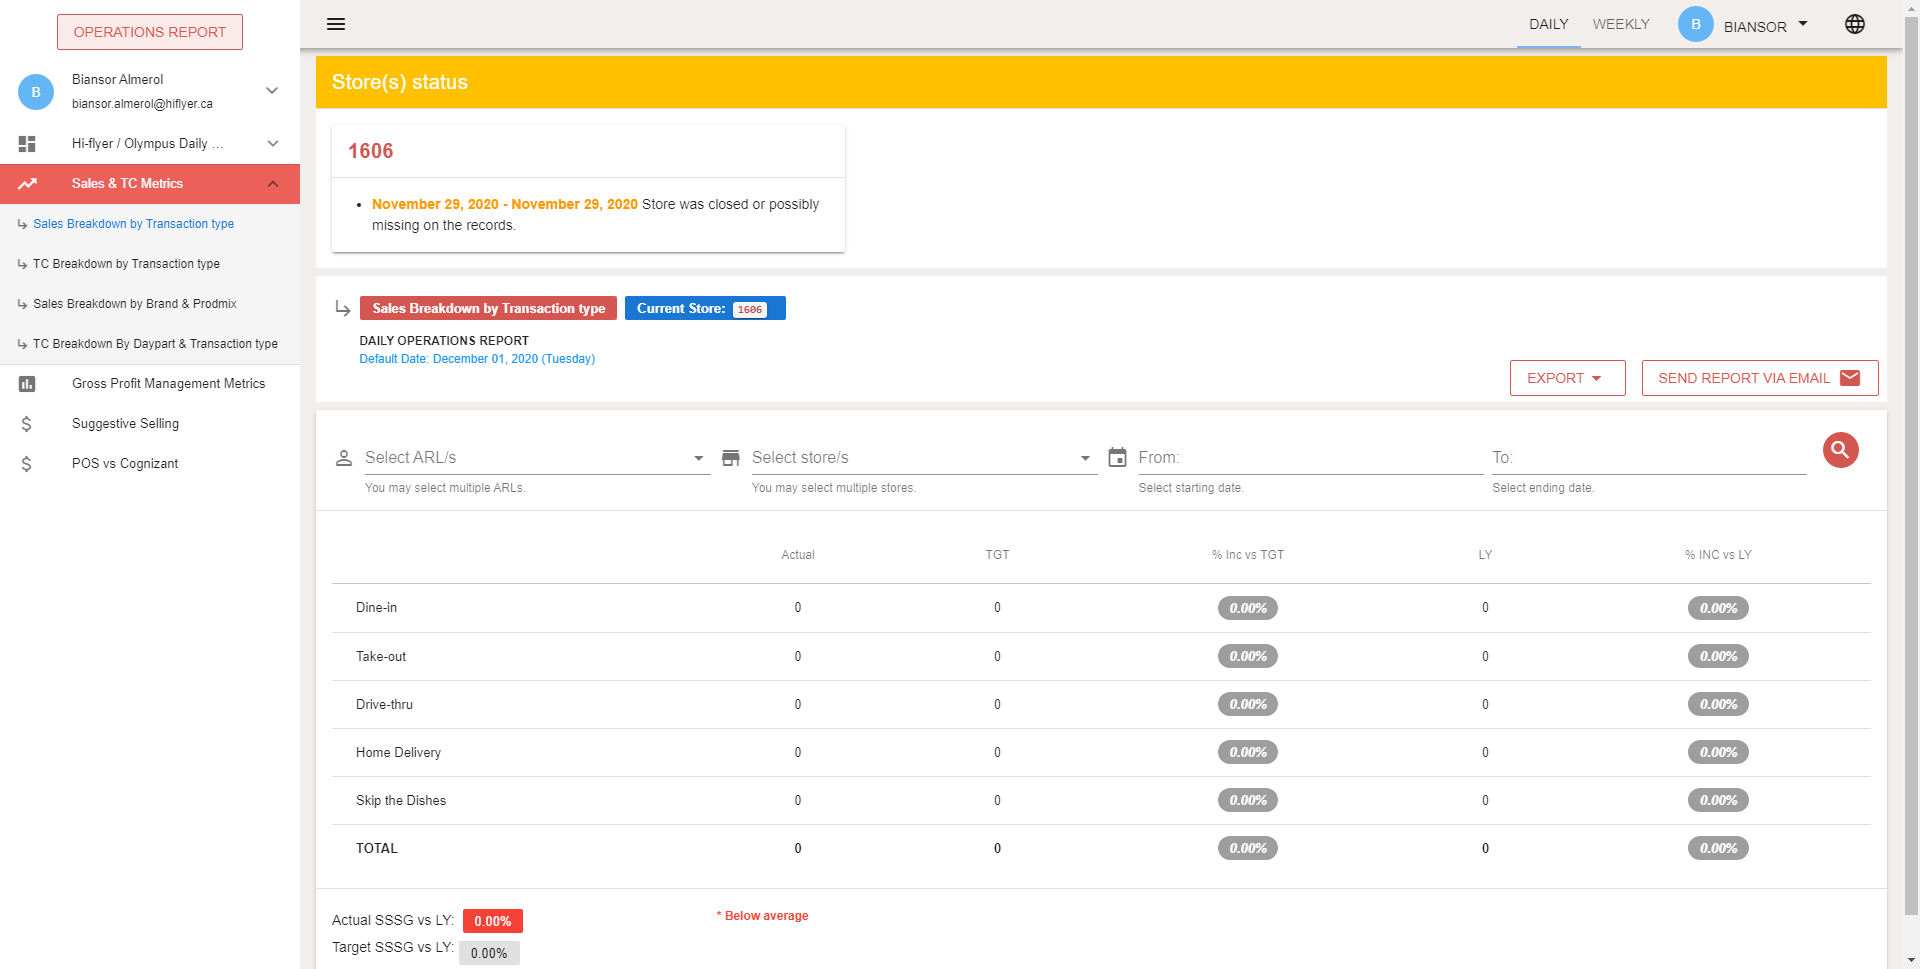 OPERATIONS REPORT
B
Biansor Almerol
biansor.almerol@hiflyer.ca
Hi-flyer / Olympus Daily ...
Sales & TC Metrics
Sales Breakdown by Transaction type
TC Breakdown by Transaction type
Sales Breakdown by Brand & Prodmix
TC Breakdown By Daypart & Transaction type
Gross Profit Management Metrics
Suggestive Selling
POS vs Cognizant
DAILY WEEKLY B BIANSOR
Store(s) status
1606
• November 29, 2020 - November 29, 2020 Store was closed or possibly
missing on the records.
Sales Breakdown by Transaction type Current Store: 1606
DAILY OPERATIONS REPORT
Default Date: December 01, 2020 (Tuesday)
EXPORT SEND REPORT VIA EMAIL
Select ARL/s Select store/s From: To:
You may select multiple ARLs. You may select multiple stores. Select starting date. Select ending date.
Actual TGT % Inc vs TGT LY % INC vs LY
Dine-in 0 0 0.00% 0 0.00%
Take-out 0 0 0.00% 0 0.00%
Drive-thru 0 0 0.00% 0 0.00%
Home Delivery 0 0 0.00% 0 0.00%
Skip the Dishes 0 0 0.00% 0 0.00%
TOTAL 0 0 0.00% 0 0.00%
Actual SSSG vs LY: 0.00% * Below average
Target SSSG vs LY: 0.00%